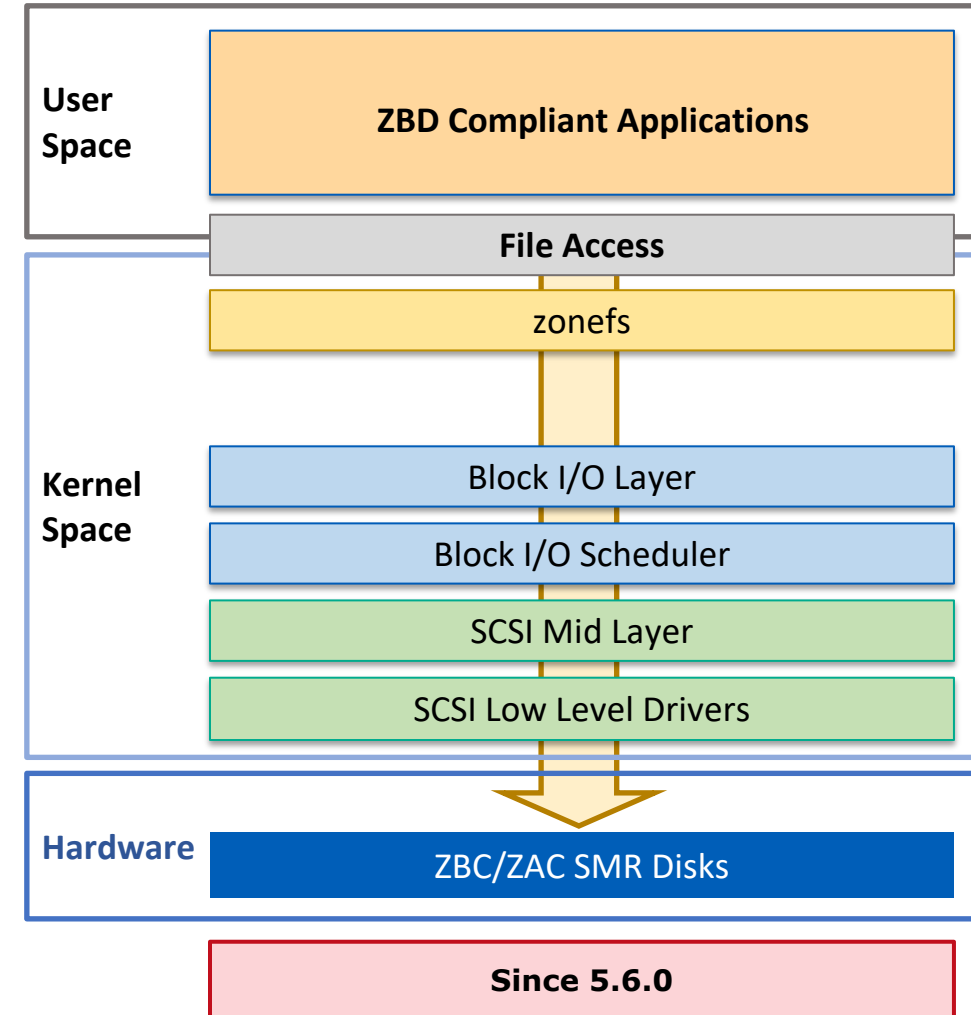 User
Space
ZBD Compliant Applications
File Access
zonefs
Kernel
Space
Block I/O Layer
Block I/O Scheduler
SCSI Mid Layer
SCSI Low Level Drivers
Hardware
ZBC/ZAC SMR Disks
Since 5.6.0